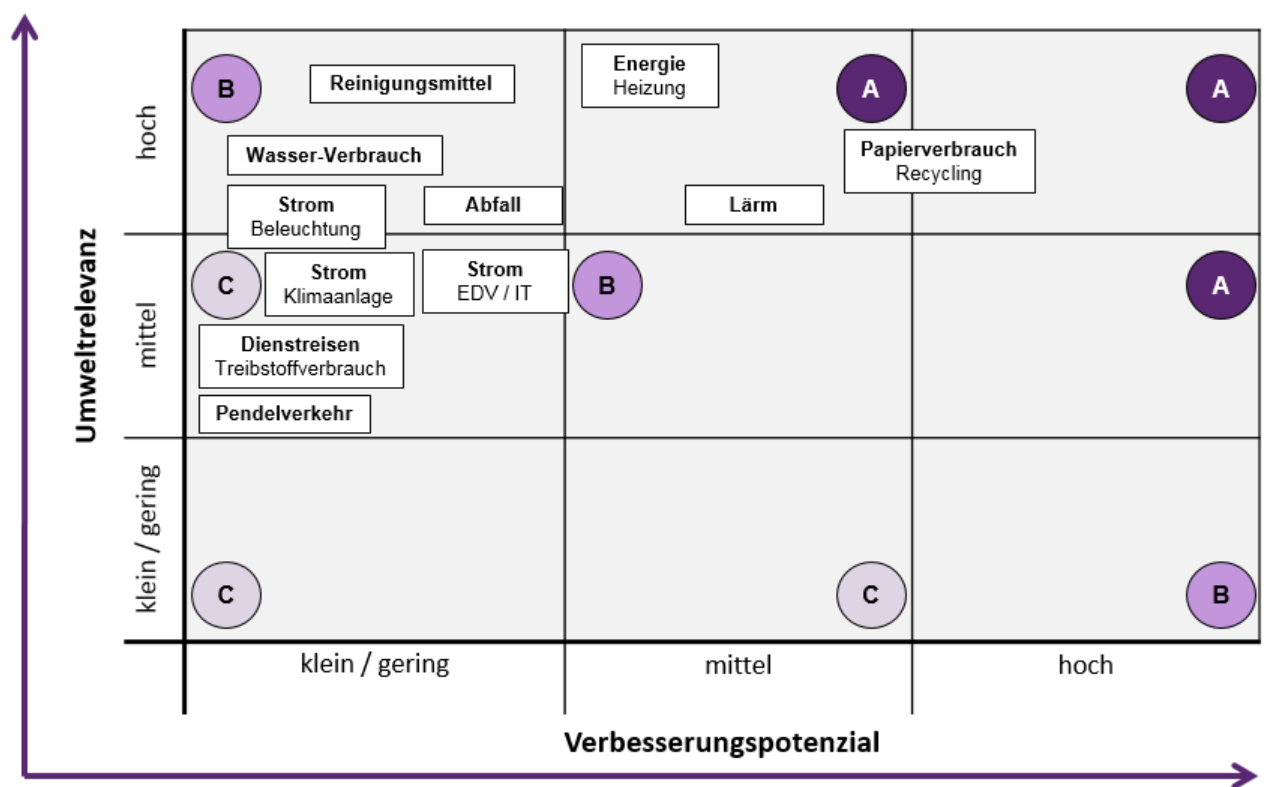 Umweltrelevanz
hoch
B
Reinigungsmittel
Energie
Heizung
A
A
Wasser-Verbrauch
Papierverbrauch
Recycling
Strom
Beleuchtung
Abfall
Lärm
mittel
C
Strom
Klimaanlage
Strom
EDV / IT
B
A
Dienstreisen
Treibstoffverbrauch
Pendelverkehr
klein / gering
C
C
B
klein / gering
mittel
hoch
Verbesserungspotenzial